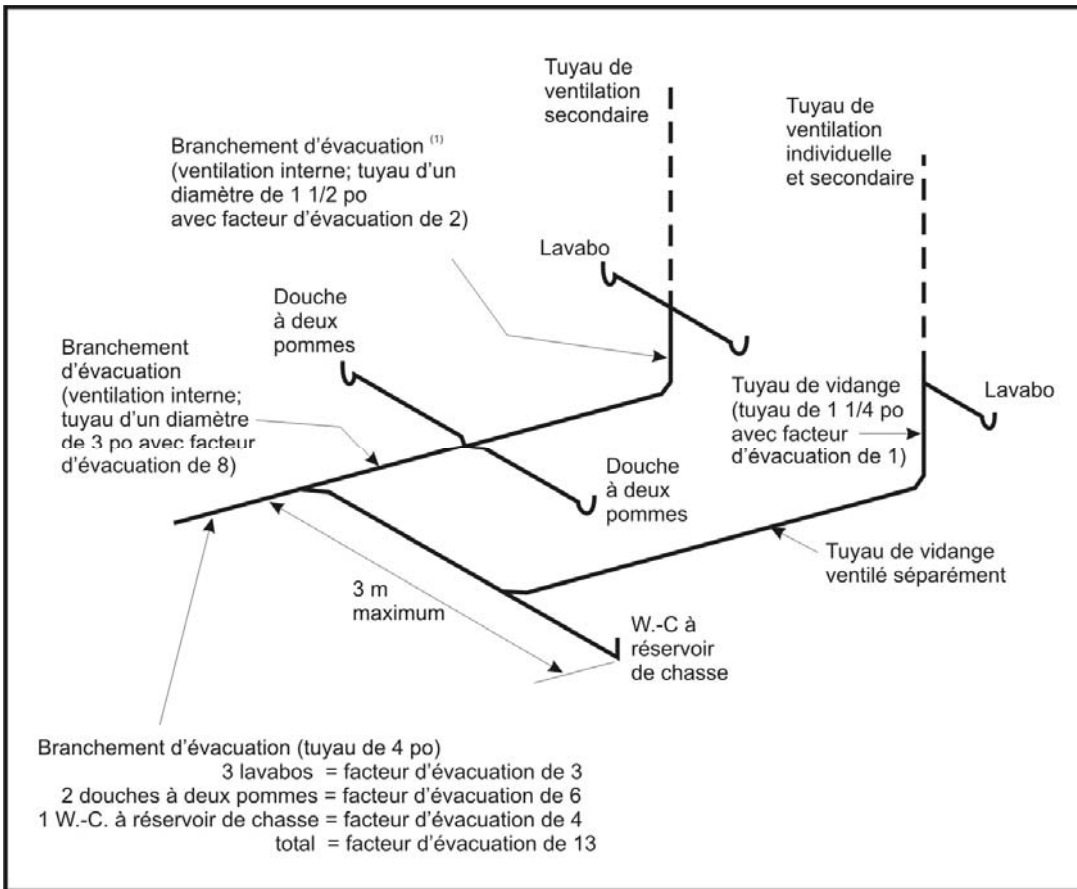 Tuyau de
ventilation
secondaire
Tuyau de
ventilation
individuelle
et secondaire
Branchement d'évacuation (1)
(ventilation interne; tuyau d'un
diamètre de 1 1/2 po
avec facteur d'évacuation de 2)
Lavabo
Douche
à deux
pommes
Branchement
d'évacuation
(ventilation interne;
tuyau d'un diamètre
de 3 po avec facteur
d'évacuation de 8)
Tuyau de vidange
(tuyau de 1 1/4 po
avec facteur
d'évacuation de 1)
Lavabo
Douche
à deux
pommes
Tuyau de vidange
ventilé séparément
3 m
maximum
W.-C à
réservoir
de chasse
Branchement d'évacuation (tuyau de 4 po)
3 lavabos = facteur d'évacuation de 3
2 douches à deux pommes = facteur d'évacuation de 6
1 W.-C. à réservoir de chasse = facteur d'évacuation de 4
total = facteur d'évacuation de 13